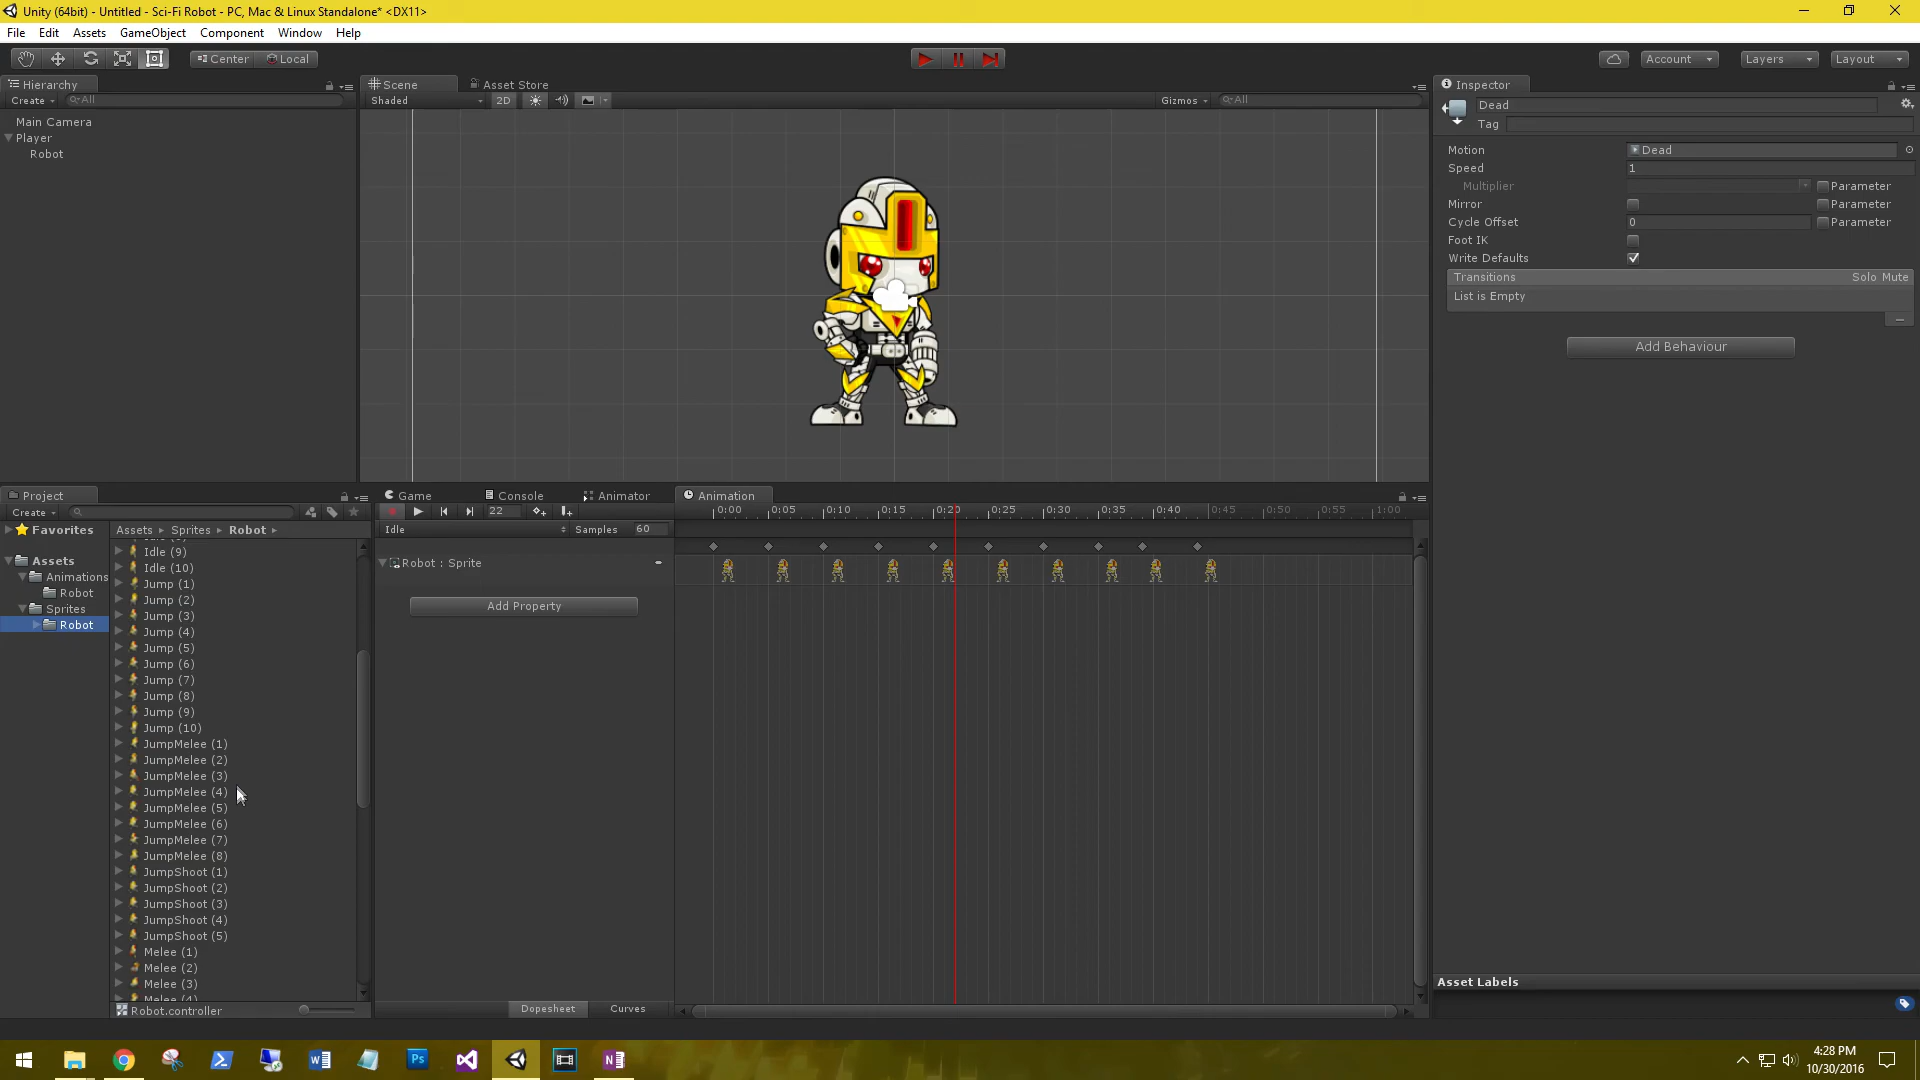 Unity (64bit) - Untitled - Sci-Fi Robot - PC, Mac & Linux Standalone* <DX11>
File Edit Assets GameObject Component Window Help
Center Local
Account Layers Layout
Hierarchy
Create All
Main Camera
Player
Robot
Scene Asset Store
Shaded 2D Gizmos All
Inspector
Dead
Tag
Motion Dead
Speed 1
Multiplier Parameter
Mirror Parameter
Cycle Offset 0 Parameter
Foot IK
Write Defaults
Transitions Solo Mute
List is Empty
Add Behaviour
Asset Labels
Project
Create
Favorites
Assets
Animations
Robot
Sprites
Robot
Assets Sprites Robot
Idle (9)
Idle (10)
Jump (1)
Jump (2)
Jump (3)
Jump (4)
Jump (5)
Jump (6)
Jump (7)
Jump (8)
Jump (9)
Jump (10)
JumpMelee (1)
JumpMelee (2)
JumpMelee (3)
JumpMelee (4)
JumpMelee (5)
JumpMelee (6)
JumpMelee (7)
JumpMelee (8)
JumpShoot (1)
JumpShoot (2)
JumpShoot (3)
JumpShoot (4)
JumpShoot (5)
Melee (1)
Melee (2)
Melee (3)
Melee (4)
Robot.controller
Game Console Animator Animation
22
0:00 0:05 0:10 0:15 0:20 0:25 0:30 0:35 0:40 0:45 0:50 0:55 1:00
Idle Samples 60
Robot : Sprite
Add Property
Dopesheet Curves
4:28 PM
10/30/2016